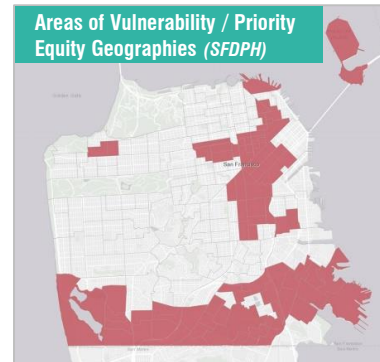 Areas of Vulnerability / Priority
Equity Geographies (SFDPH)
San Francisco